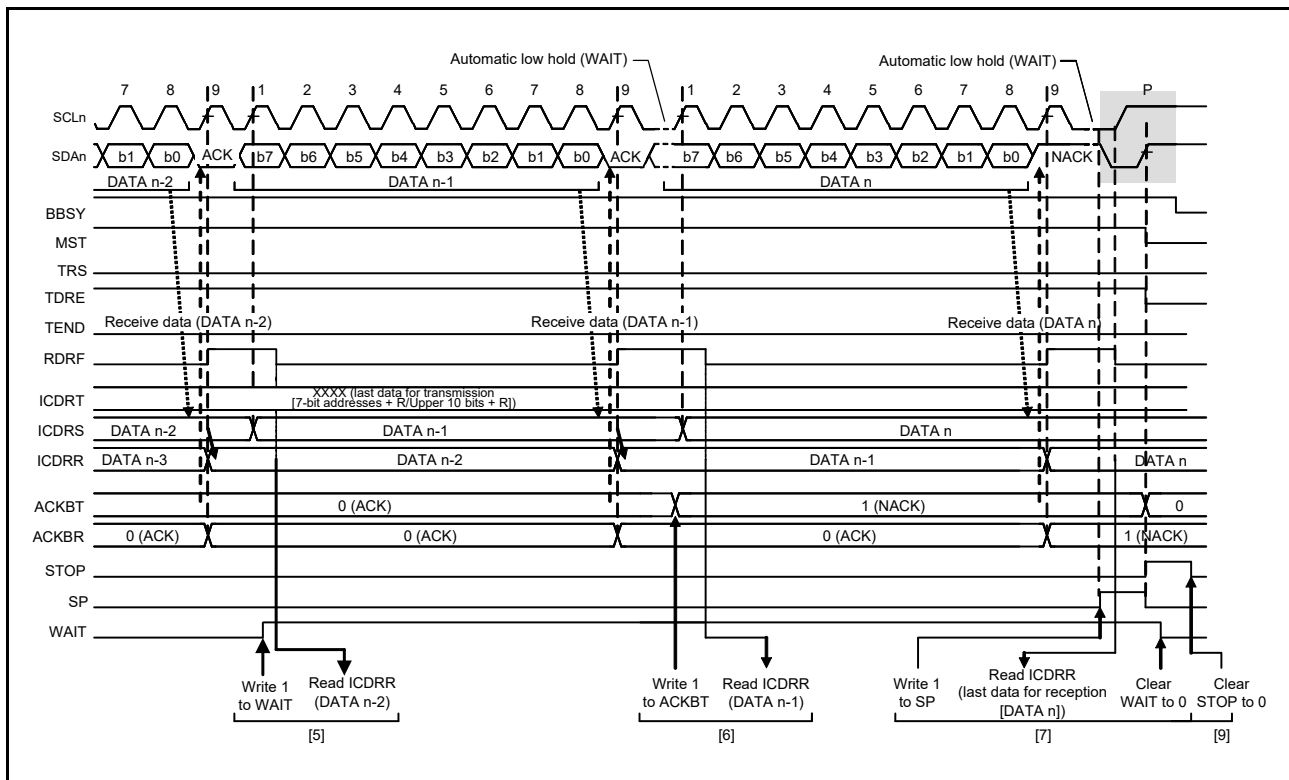 Automatic low hold (WAIT)
Automatic low hold (WAIT)
7 8 9 1 2 3 4 5 6 7 8 9 1 2 3 4 5 6 7 8 9 P
SCLn
SDAn b1 b0 ACK b7 b6 b5 b4 b3 b2 b1 b0 ACK b7 b6 b5 b4 b3 b2 b1 b0 NACK
DATA n-2 DATA n-1 DATA n
BBSY
MST
TRS
TDRE
TEND Receive data (DATA n-2) Receive data (DATA n-1) Receive data (DATA n)
RDRF
ICDRT XXXX (last data for transmission
[7-bit addresses + R/Upper 10 bits + R])
ICDRS DATA n-2 DATA n-1 DATA n
ICDRR DATA n-3 DATA n-2 DATA n-1 DATA n
ACKBT 0 (ACK) 1 (NACK) 0
ACKBR 0 (ACK) 0 (ACK) 0 (ACK) 1 (NACK)
STOP
SP
WAIT
Write 1
to WAIT
Read ICDRR
(DATA n-2)
[5]
Write 1
to ACKBT
Read ICDRR
(DATA n-1)
[6]
Write 1
to SP
Read ICDRR
(last data for reception
[DATA n])
Clear
WAIT to 0
[7]
Clear
STOP to 0
[9]